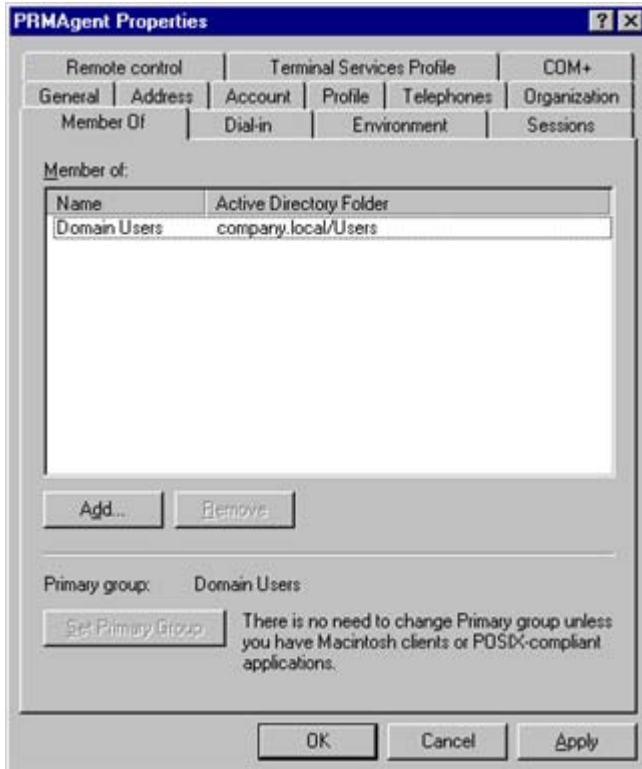 PRMAgent Properties
Remote control Terminal Services Profile COM+
General Address Account Profile Telephones Organization
Member Of Dial-in Environment Sessions
Member of:
Name Active Directory Folder
Domain Users company.local/Users
Add... Remove
Primary group: Domain Users
Set Primary Group There is no need to change Primary group unless
you have Macintosh clients or POSIX-compliant
applications.
OK Cancel Apply